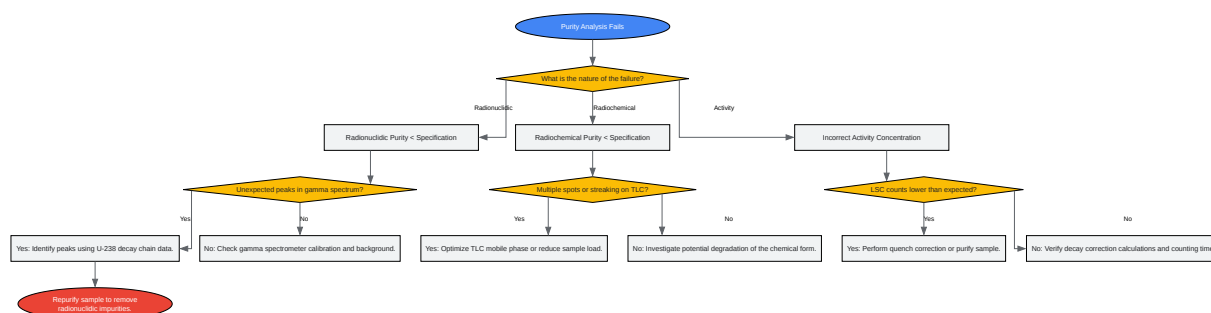 Purity Analysis Fails
What is the nature of the failure?
Radionuclidic
Radiochemical
Activity
Radionuclidic Purity < Specification
Radiochemical Purity < Specification
Incorrect Activity Concentration
Unexpected peaks in gamma spectrum?
Multiple spots or streaking on TLC?
LSC counts lower than expected?
Yes
No
Yes
No
Yes
No
Yes: Identify peaks using U-238 decay chain data.
No: Check gamma spectrometer calibration and background.
Yes: Optimize TLC mobile phase or reduce sample load.
No: Investigate potential degradation of the chemical form.
Yes: Perform quench correction or purify sample.
No: Verify decay correction calculations and counting time
Repurify sample to remove
radionuclidic impurities.